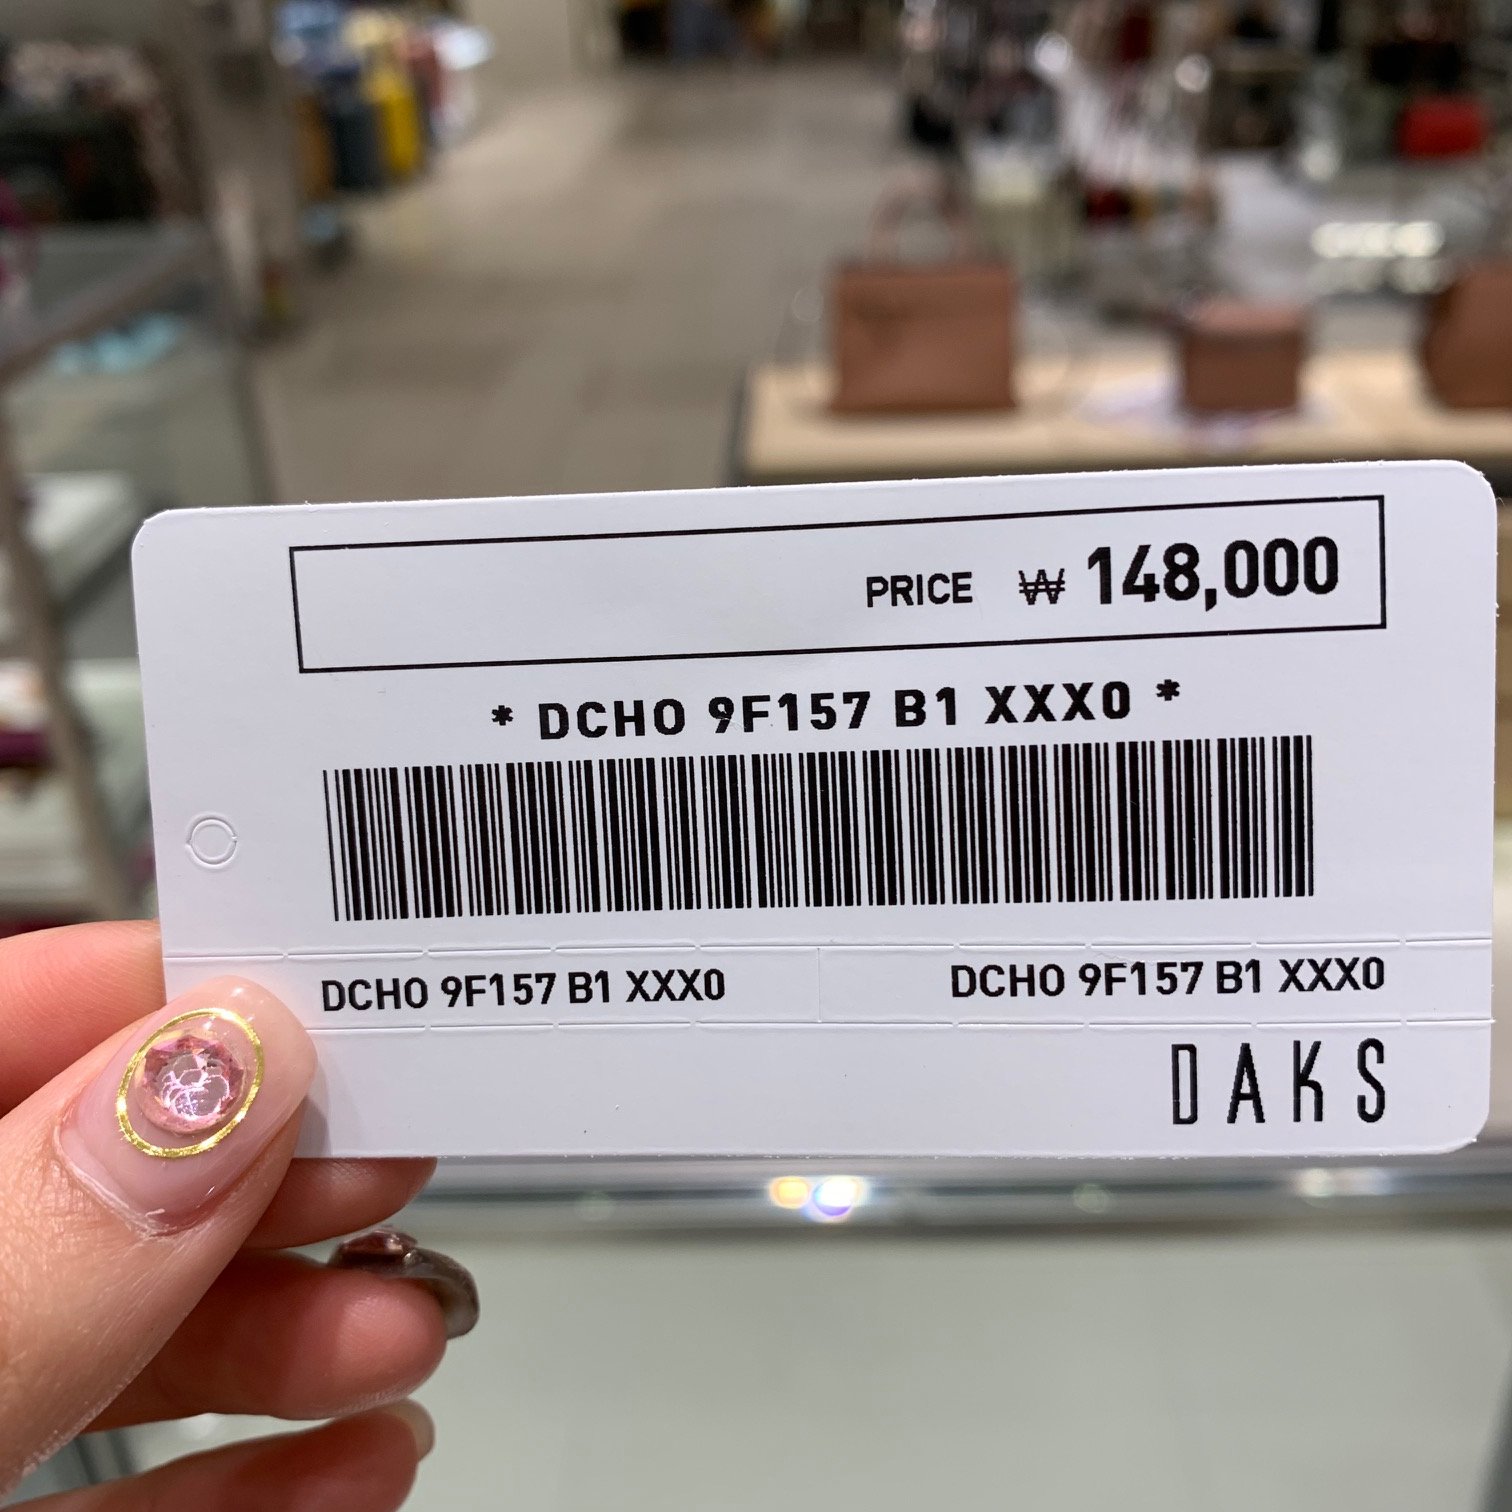 PRICE ₩ 148,000
* DCHO 9F157 B1 XXX0 *
DCHO 9F157 B1 XXX0 DCHO 9F157 B1 XXX0
DAKS